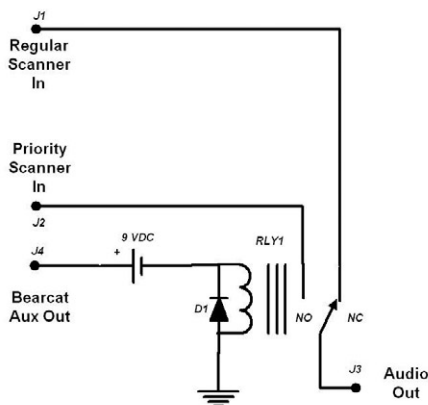 J1
Regular
Scanner
In
Priority
Scanner
In
J2
9 VDC
J4
+
RLY1
Bearcat
Aux Out
D1
NO
NC
J3
Audio
Out